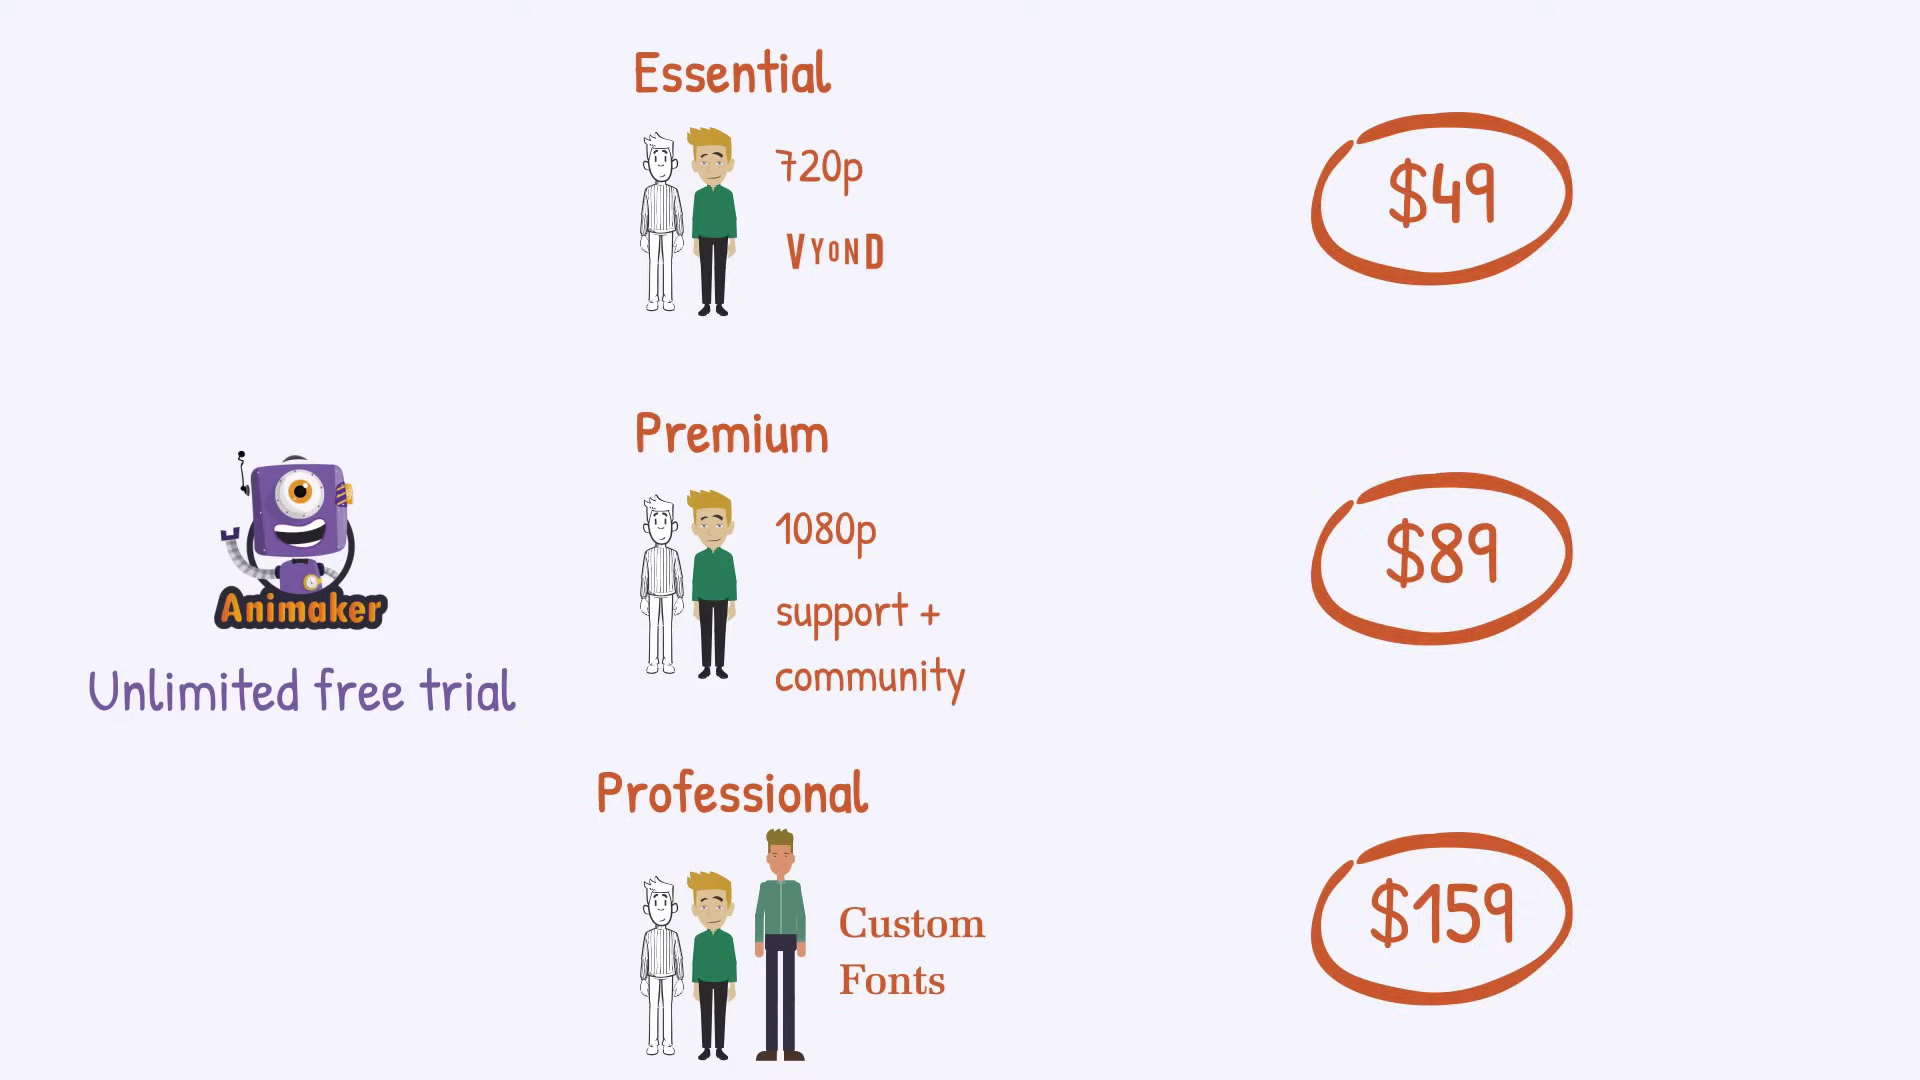 Essential
720p
VYOND
$49
Premium
1080p
support +
community
$89
Animaker
Unlimited free trial
Professional
Custom
Fonts
$159